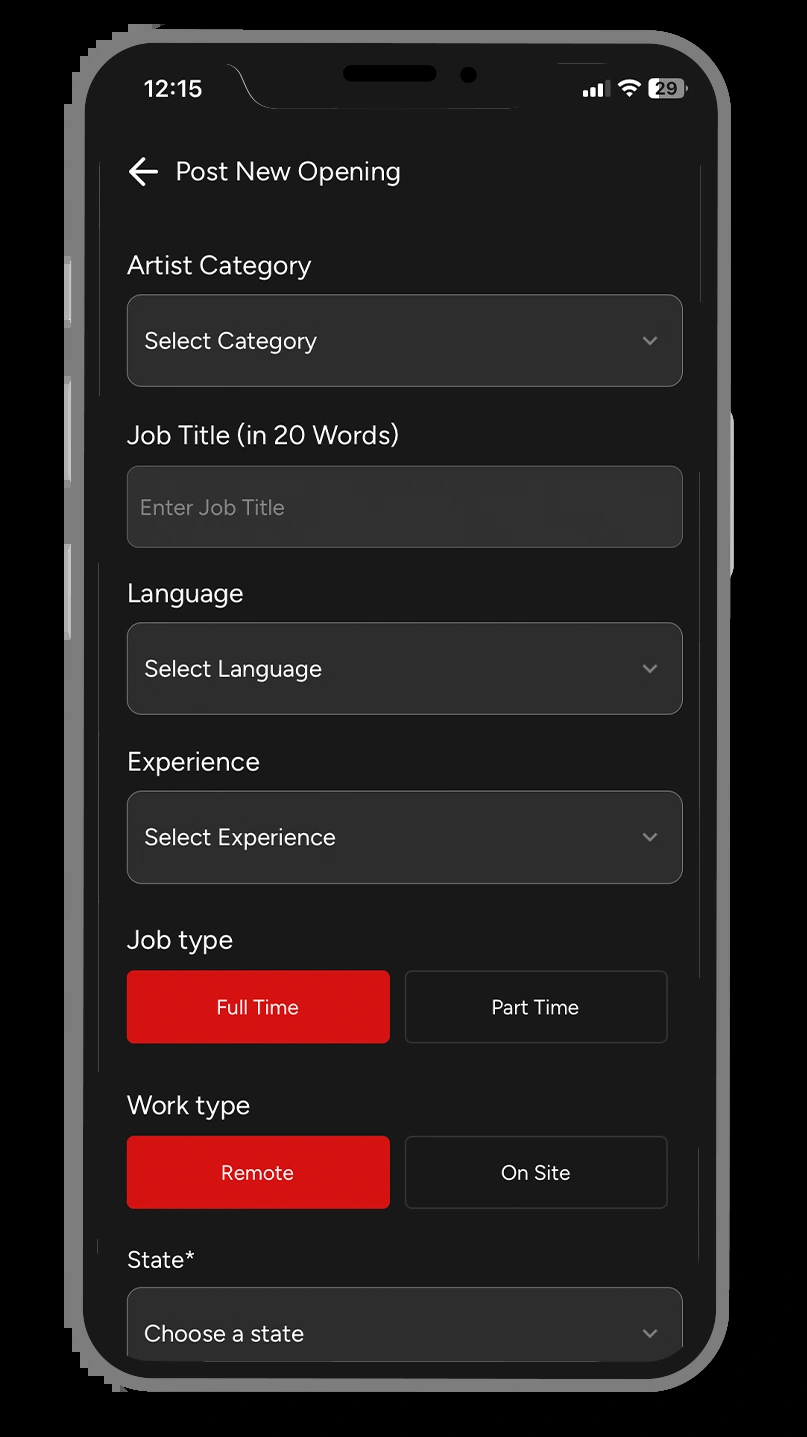 12:15
29
Post New Opening
Artist Category
Select Category
Job Title (in 20 Words)
Enter Job Title
Language
Select Language
Experience
Select Experience
Job type
Full Time
Part Time
Work type
Remote
On Site
State*
Choose a state